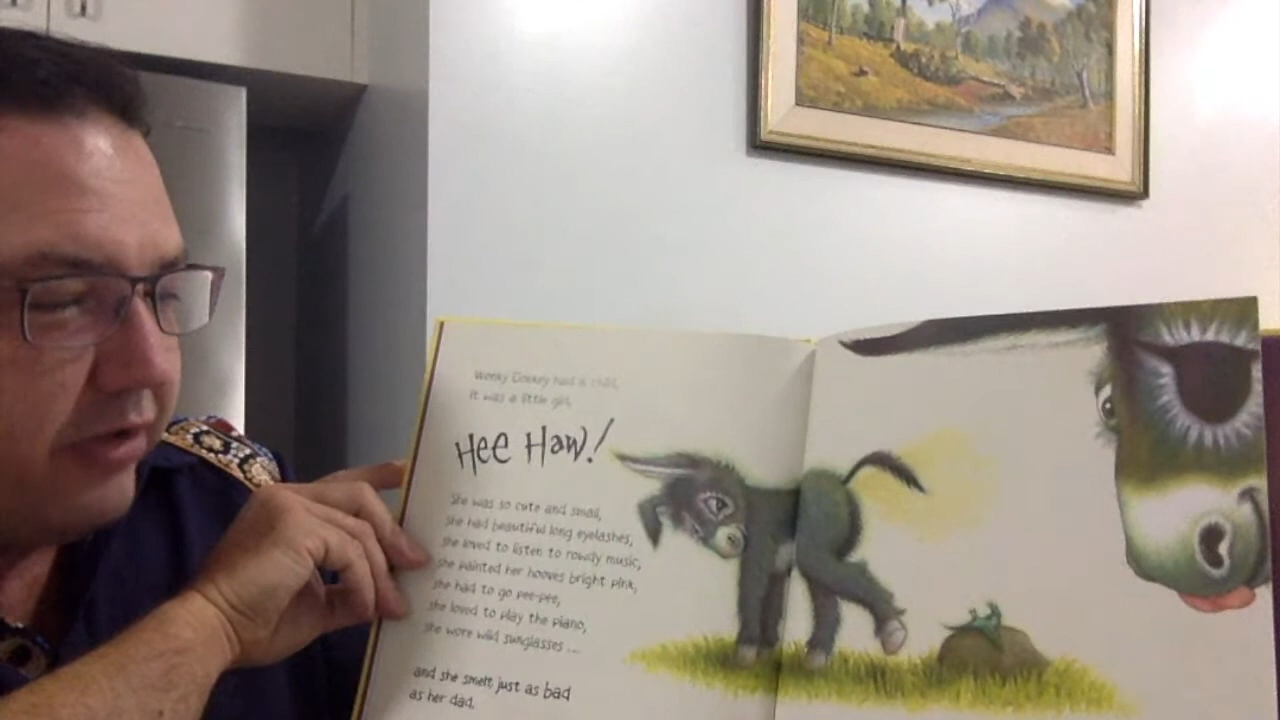 Wonky Donkey had a child,
it was a little girl.
Hee Haw!
She was so cute and small,
she had beautiful long eyelashes,
she loved to listen to rowdy music,
she painted her hooves bright pink,
she had to go pee-pee,
she loved to play the piano,
she wore wild sunglasses ...
and she smelt just as bad
as her dad.